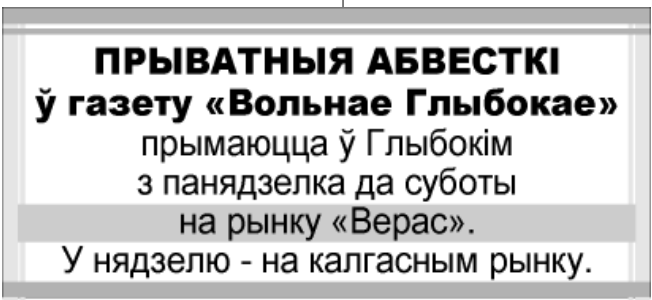 ПРЫВАТНЫЯ АБВЕСТКІ
ў газету «Вольнае Глыбокае»
прымаюцца ў Глыбокім
з панядзелка да суботы
на рынку «Верас».
У нядзелю - на калгасным рынку.